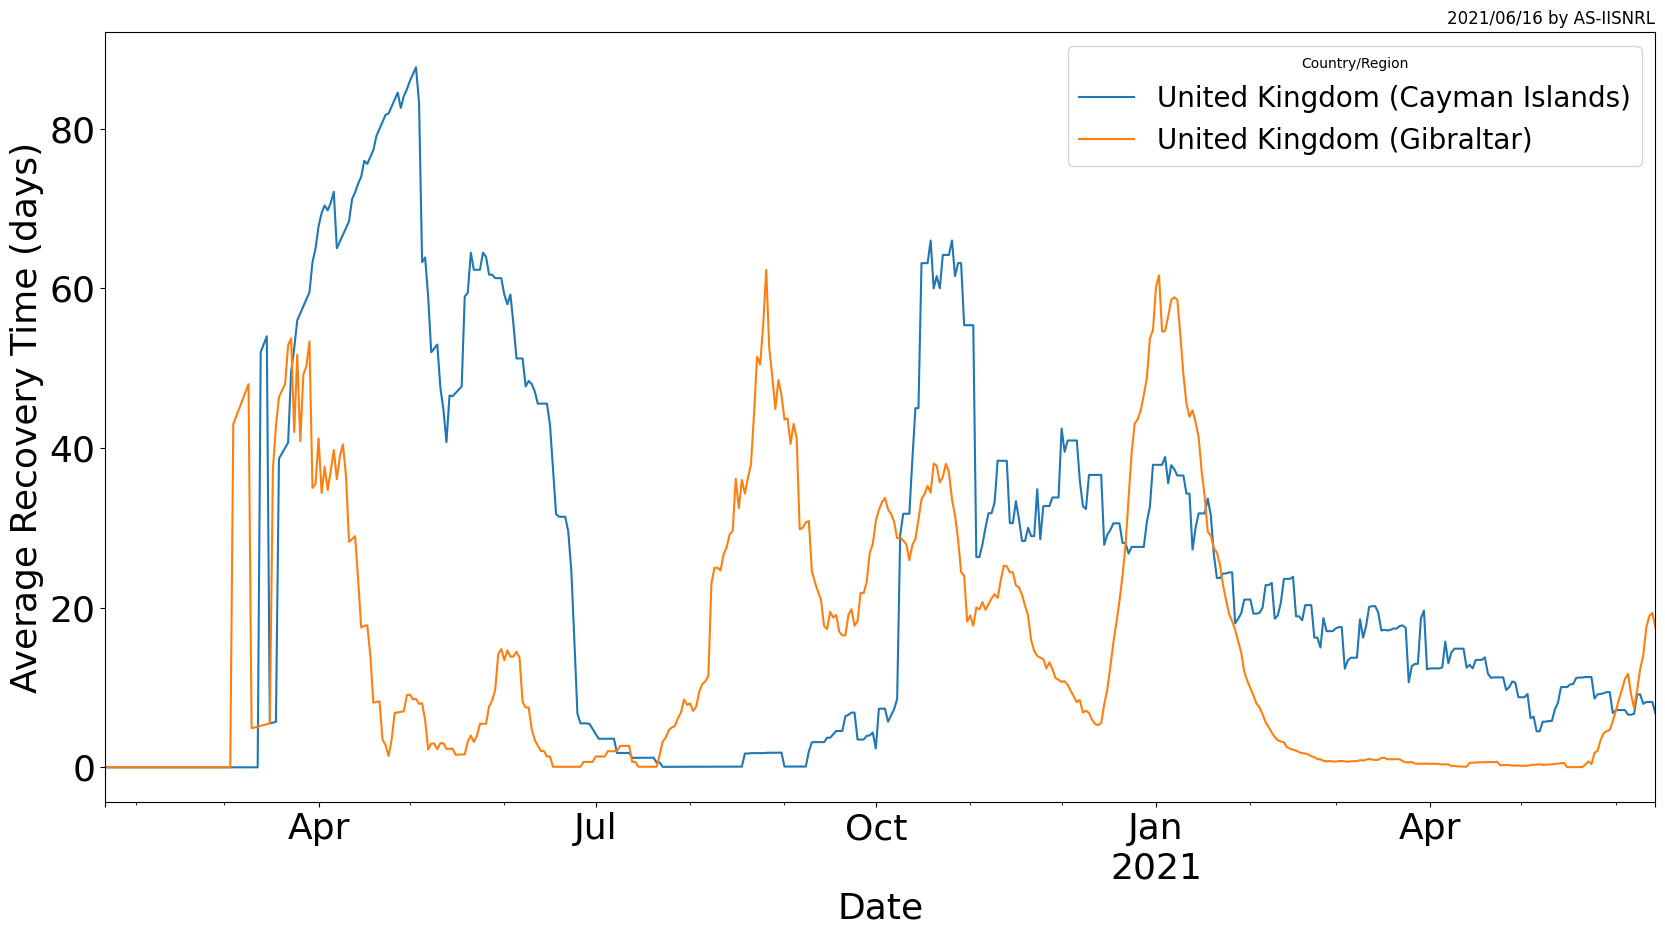 2021/06/16 by AS-IISNRL
Country/Region
United Kingdom (Cayman Islands)
United Kingdom (Gibraltar)
Average Recovery Time (days)
80
60
40
20
0
Apr
Jul
Oct
Jan
2021
Apr
Date